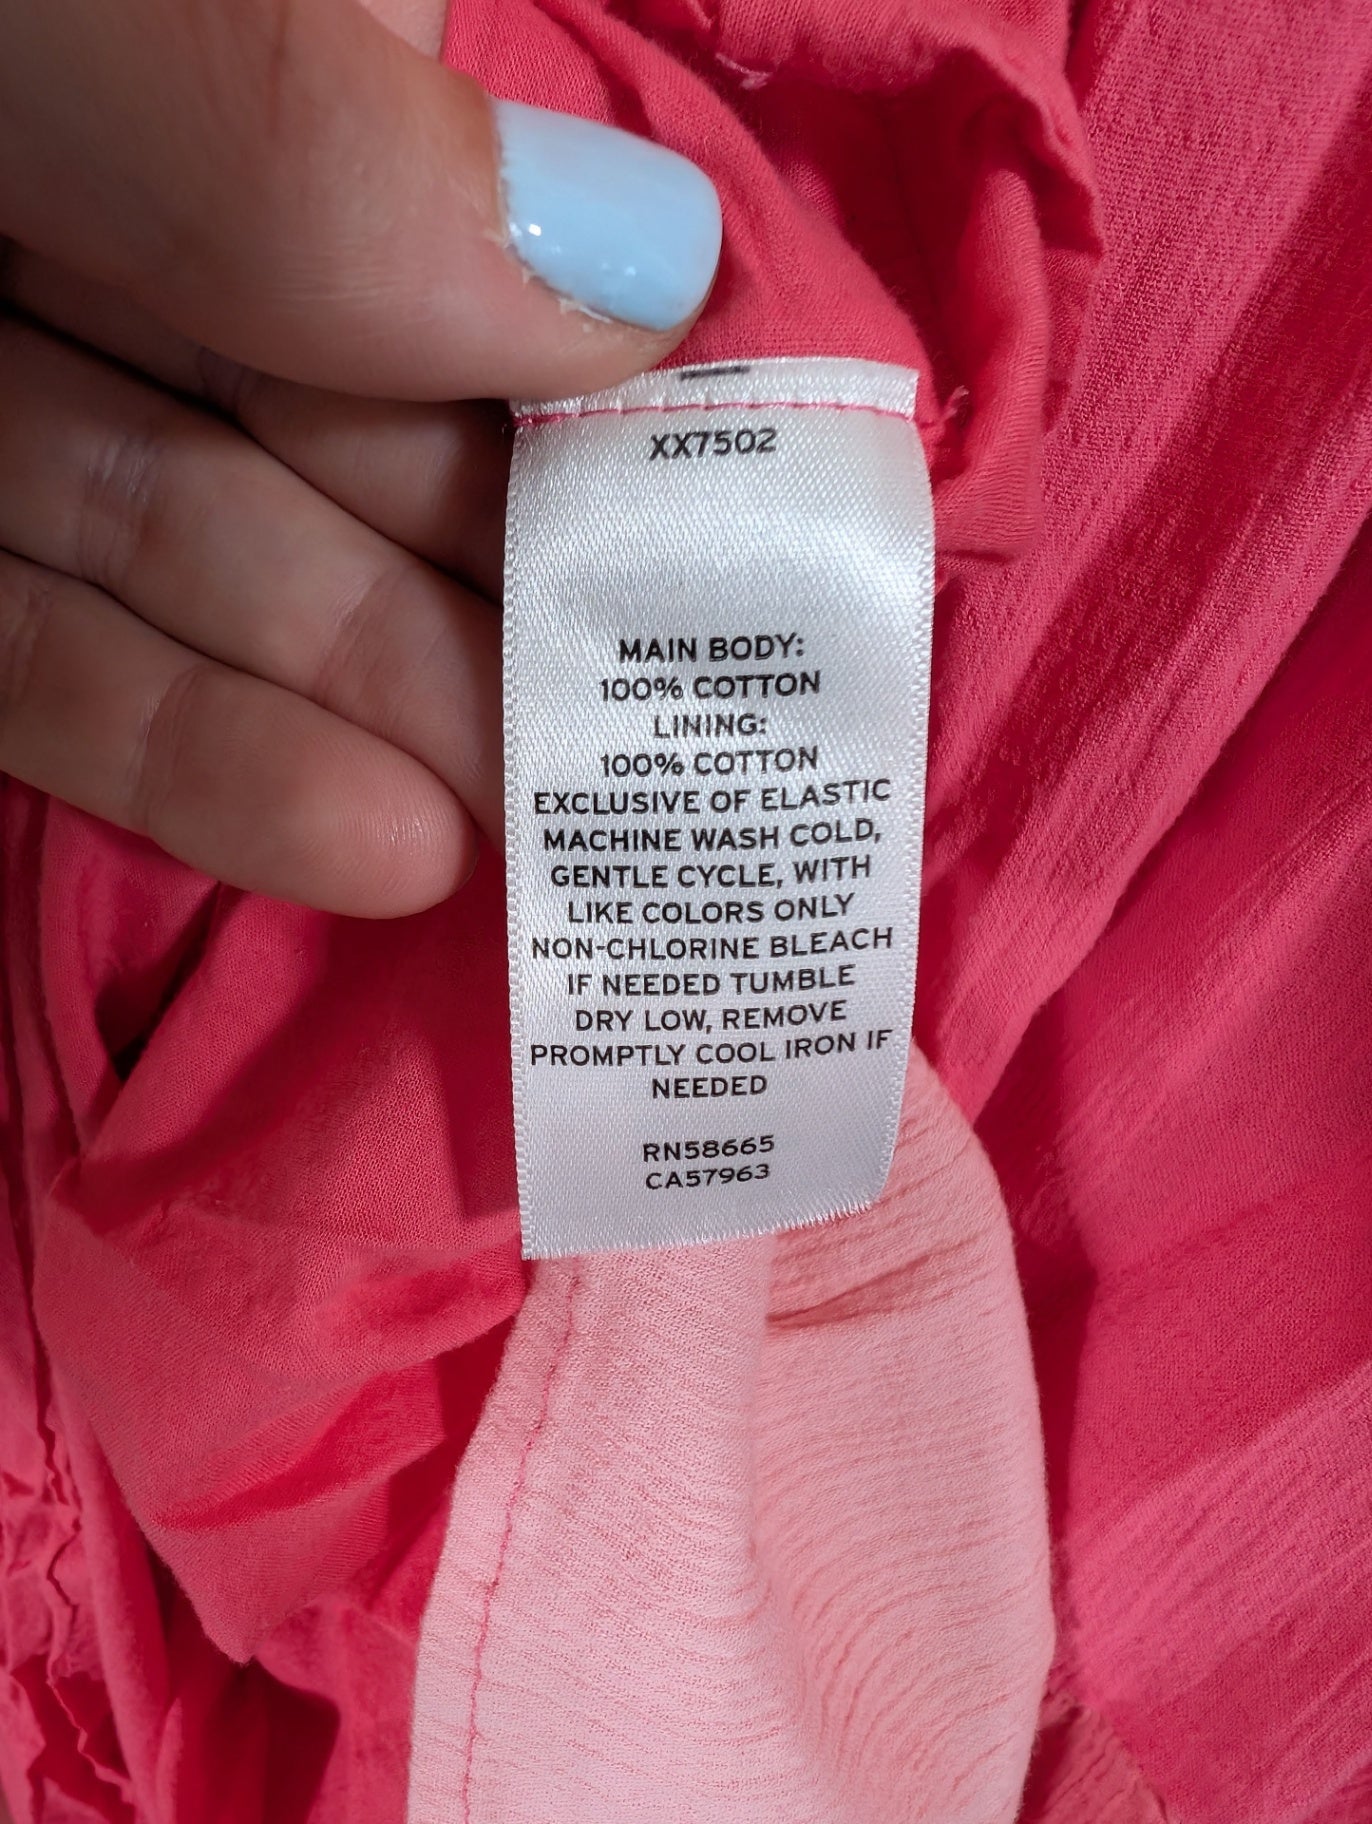 XX7502
MAIN BODY:
100% COTTON
LINING:
100% COTTON
EXCLUSIVE OF ELASTIC
MACHINE WASH COLD,
GENTLE CYCLE, WITH
LIKE COLORS ONLY
NON-CHLORINE BLEACH
IF NEEDED TUMBLE
DRY LOW, REMOVE
PROMPTLY COOL IRON IF
NEEDED
RN58665
CA57963